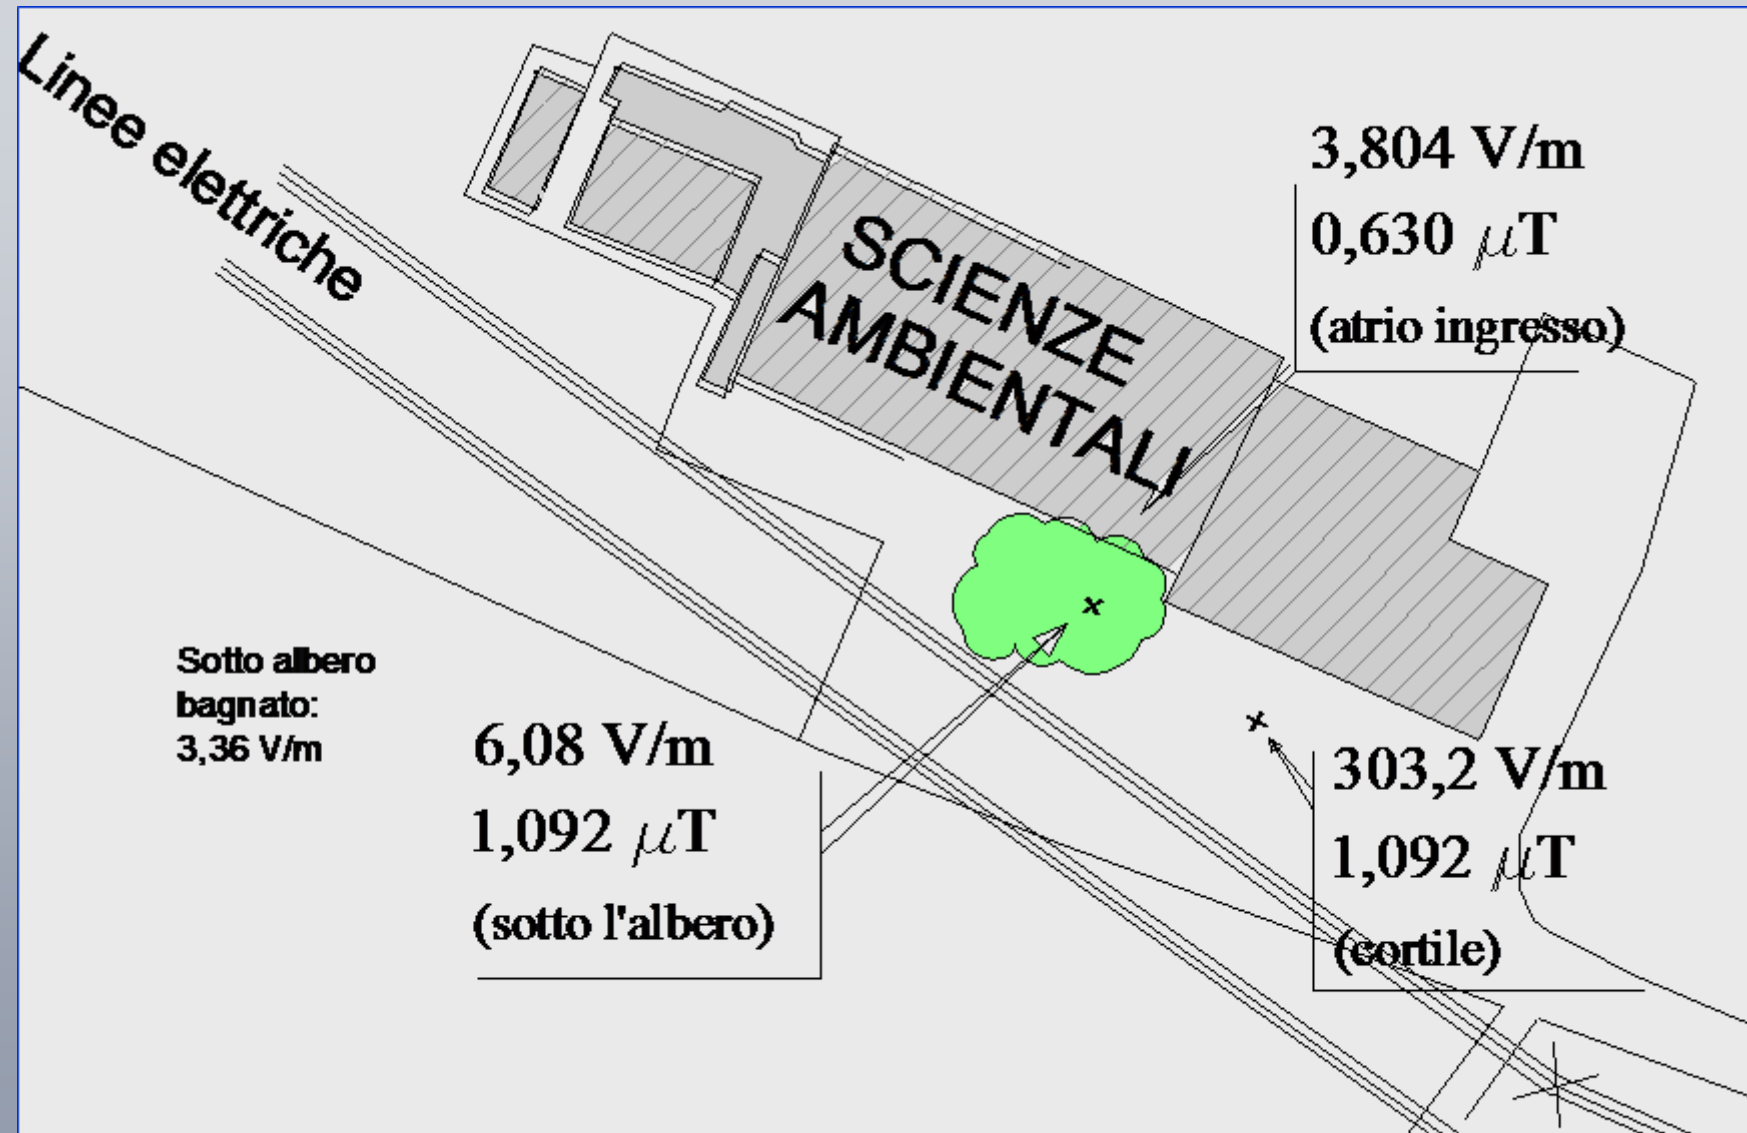 Linee elettriche
SCIENZE
AMBIENTALI
3,804 V/m
0,630 μT
(atrio ingresso)
Sotto albero
bagnato:
3,36 V/m
6,08 V/m
1,092 μT
(sotto l'albero)
303,2 V/m
1,092 μT
(cortile)